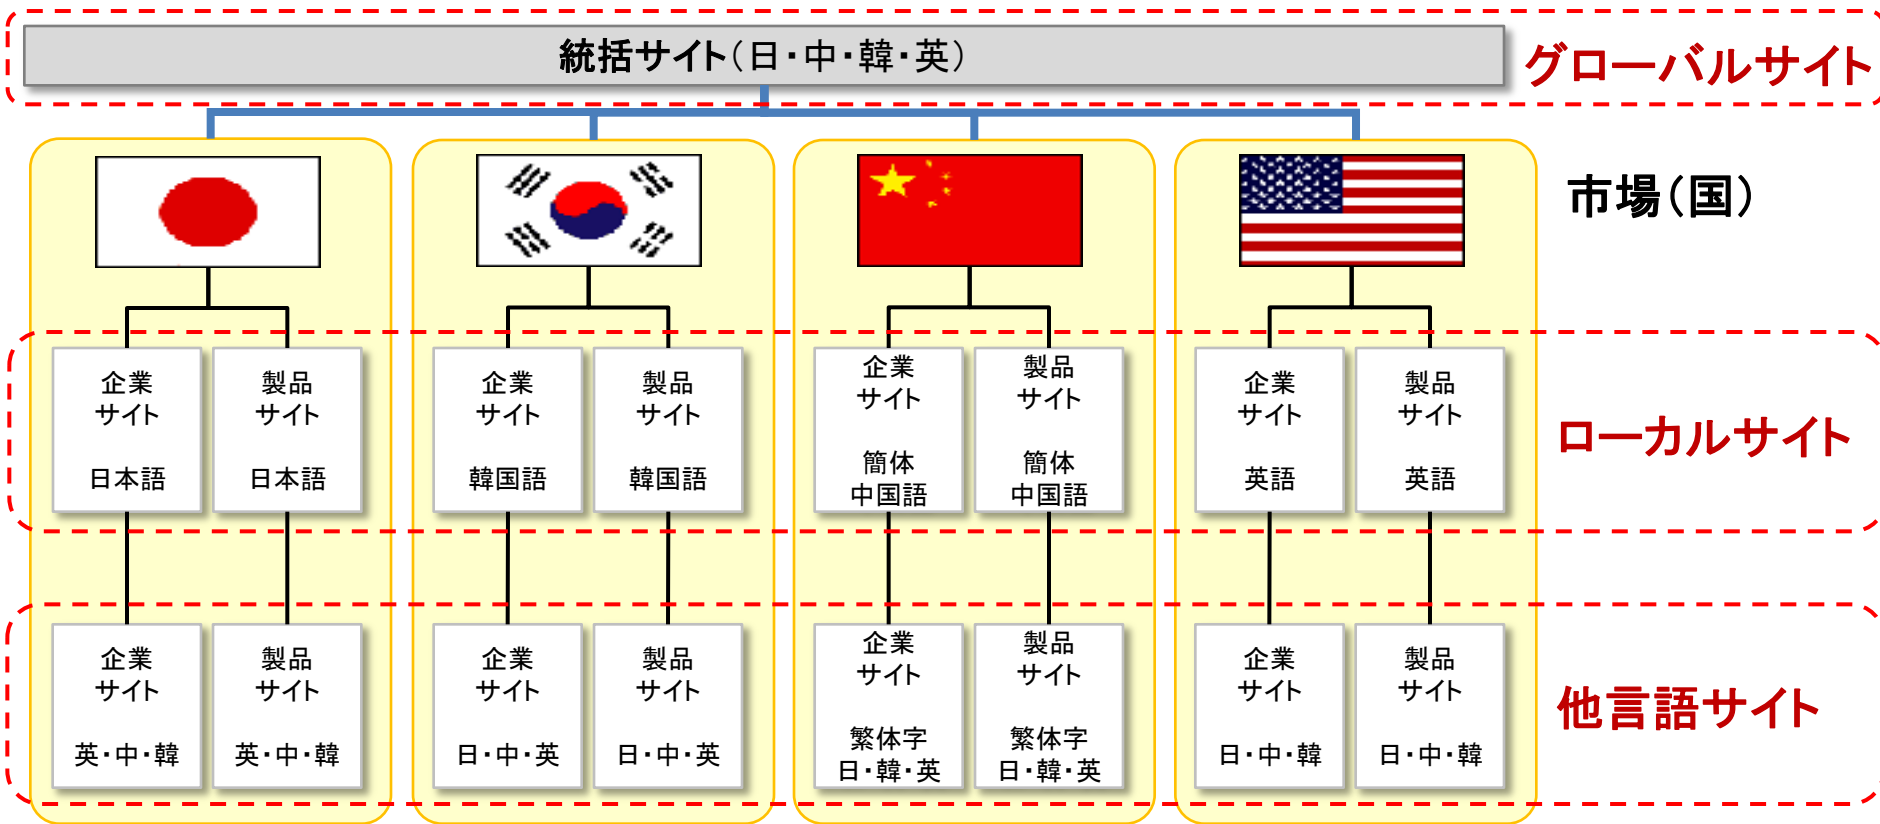 統括サイト(日・中・韓・英)
グローバルサイト
市場(国)
企業
サイト
日本語
製品
サイト
日本語
企業
サイト
韓国語
製品
サイト
韓国語
企業
サイト
簡体
中国語
製品
サイト
簡体
中国語
企業
サイト
英語
製品
サイト
英語
ローカルサイト
企業
サイト
英・中・韓
製品
サイト
英・中・韓
企業
サイト
日・中・英
製品
サイト
日・中・英
企業
サイト
繁体字
日・韓・英
製品
サイト
繁体字
日・韓・英
企業
サイト
日・中・韓
製品
サイト
日・中・韓
他言語サイト